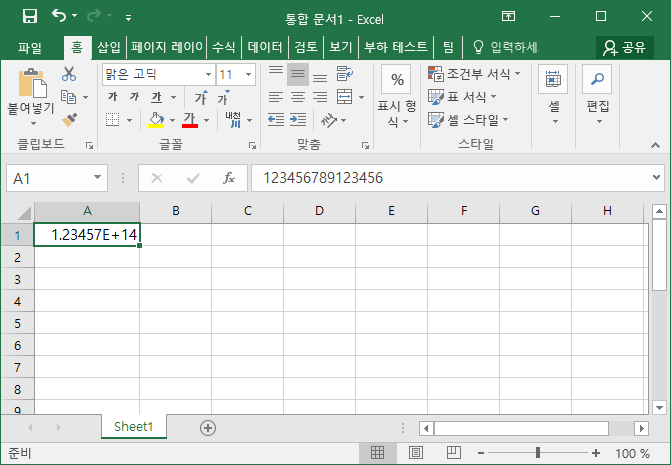 통합 문서1 - Excel
파일 홈 삽입 페이지 레이아 수식 데이터 검토 보기 부하 테스트 팀 입력하세. 공유
붙여넣기
클립보드
맑은 고딕 11
가 가 가 가 가
가 내천
글꼴
맞춤
%
표시 형
식
조건부 서식
표 서식
셀 스타일
스타일
셀
편집
A1 fx 123456789123456
A B C D E F G H
1 1.23457E+14
2
3
4
5
6
7
8
9
Sheet1
준비 100 %